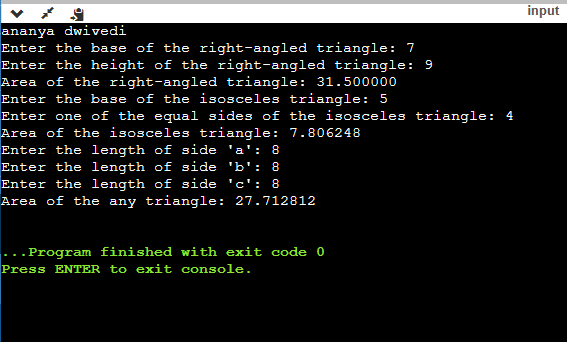 input
ananya dwivedi
Enter the base of the right-angled triangle: 7
Enter the height of the right-angled triangle: 9
Area of the right-angled triangle: 31.500000
Enter the base of the isosceles triangle: 5
Enter one of the equal sides of the isosceles triangle: 4
Area of the isosceles triangle: 7.806248
Enter the length of side 'a': 8
Enter the length of side 'b': 8
Enter the length of side 'c': 8
Area of the any triangle: 27.712812
...Program finished with exit code 0
Press ENTER to exit console.